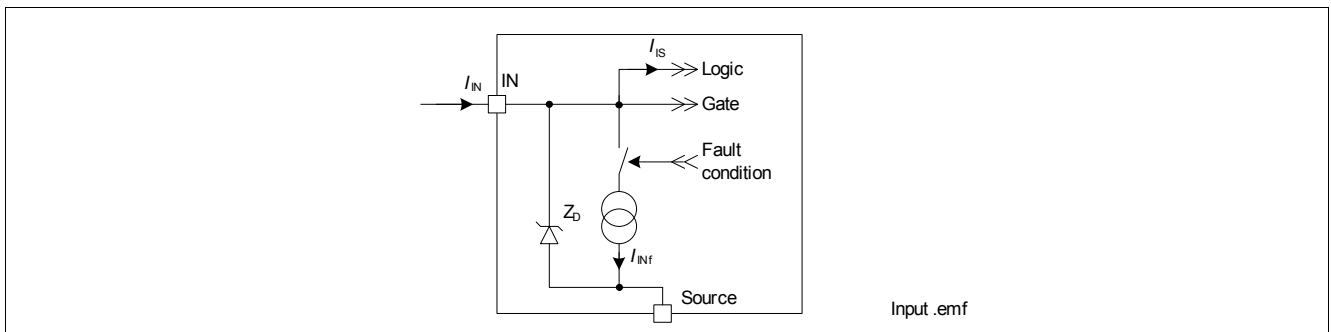 I_IS
Logic
I_IN
IN
Gate
Fault
condition
Z_D
I_INf
Source
Input .emf